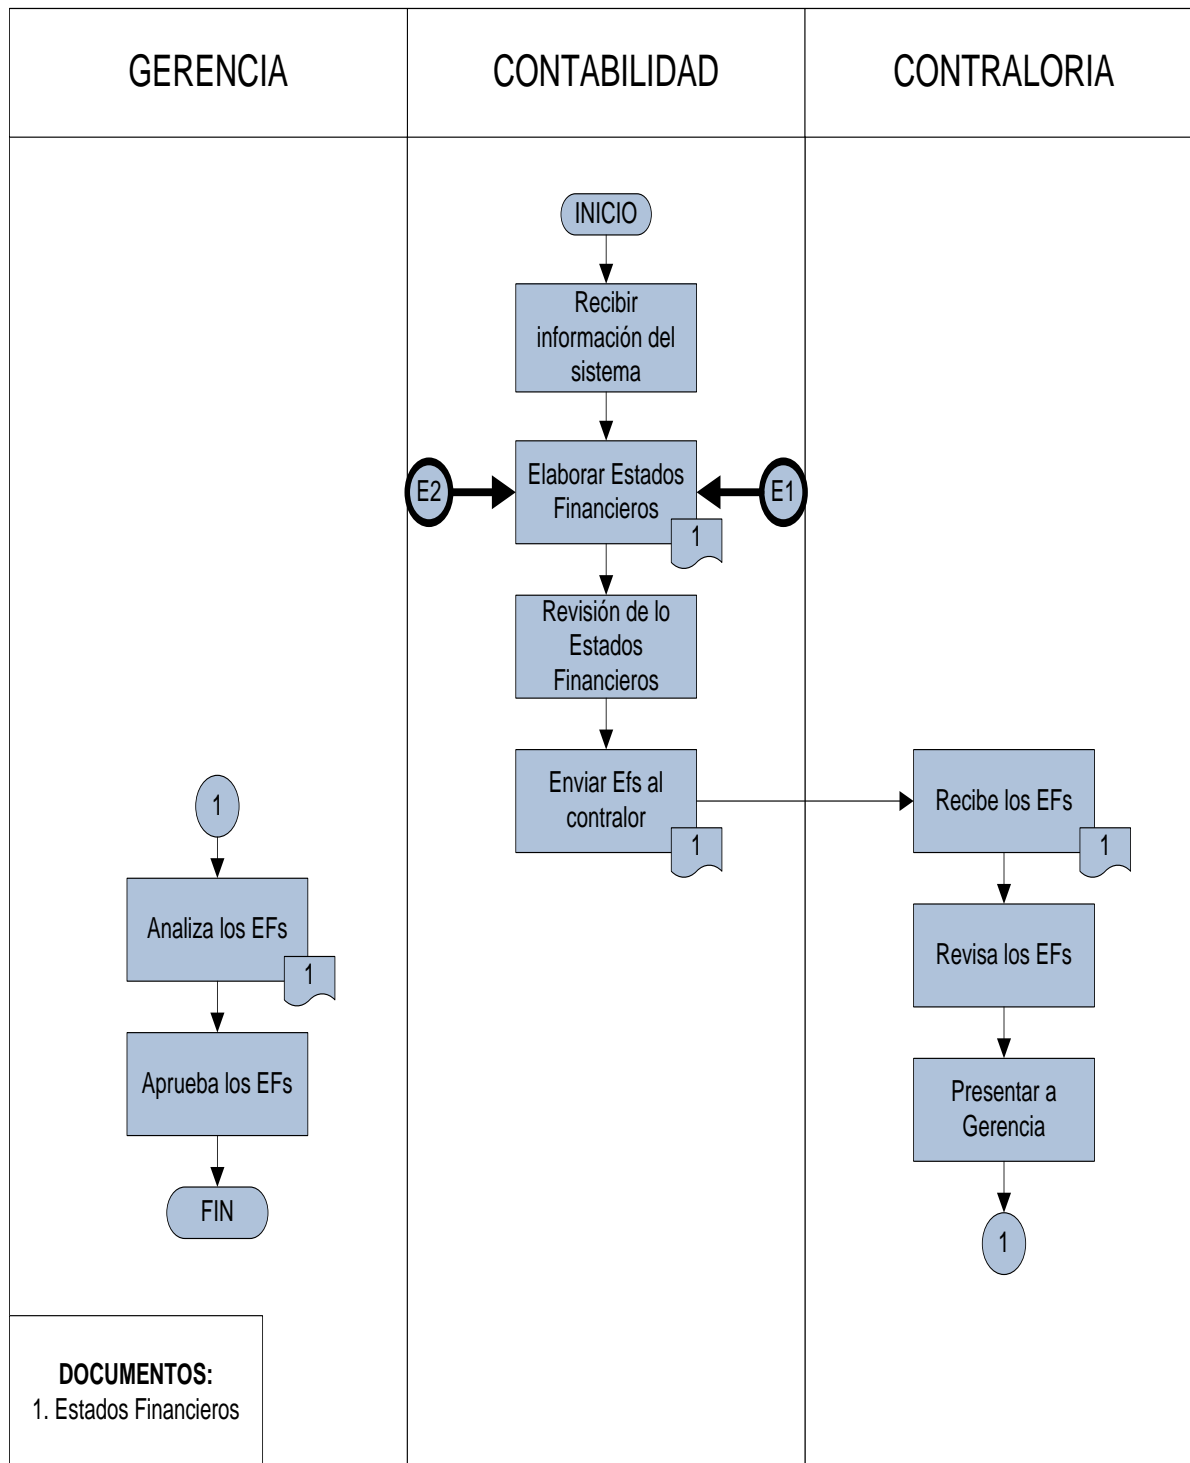 GERENCIA
CONTABILIDAD
CONTRALORIA
INICIO
Recibir
información del
sistema
E2
Elaborar Estados
Financieros
1
E1
Revisión de lo
Estados
Financieros
Enviar Efs al
contralor
1
Recibe los EFs
1
Revisa los EFs
Presentar a
Gerencia
1
1
Analiza los EFs
1
Aprueba los EFs
FIN
DOCUMENTOS:
1. Estados Financieros